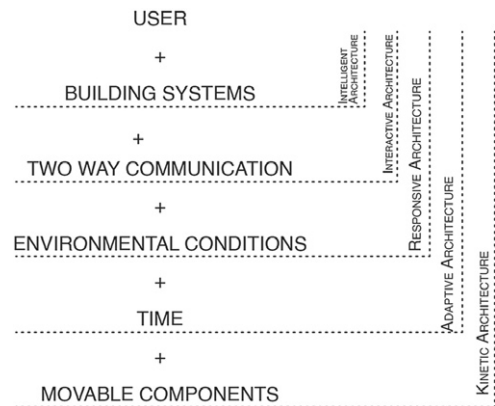 USER
+
BUILDING SYSTEMS
+
TWO WAY COMMUNICATION
+
ENVIRONMENTAL CONDITIONS
+
TIME
+
MOVABLE COMPONENTS
INTELLIGENT
ARCHITECTURE
INTERACTIVE ARCHITECTURE
RESPONSIVE ARCHITECTURE
ADAPTIVE ARCHITECTURE
KINETIC ARCHITECTURE